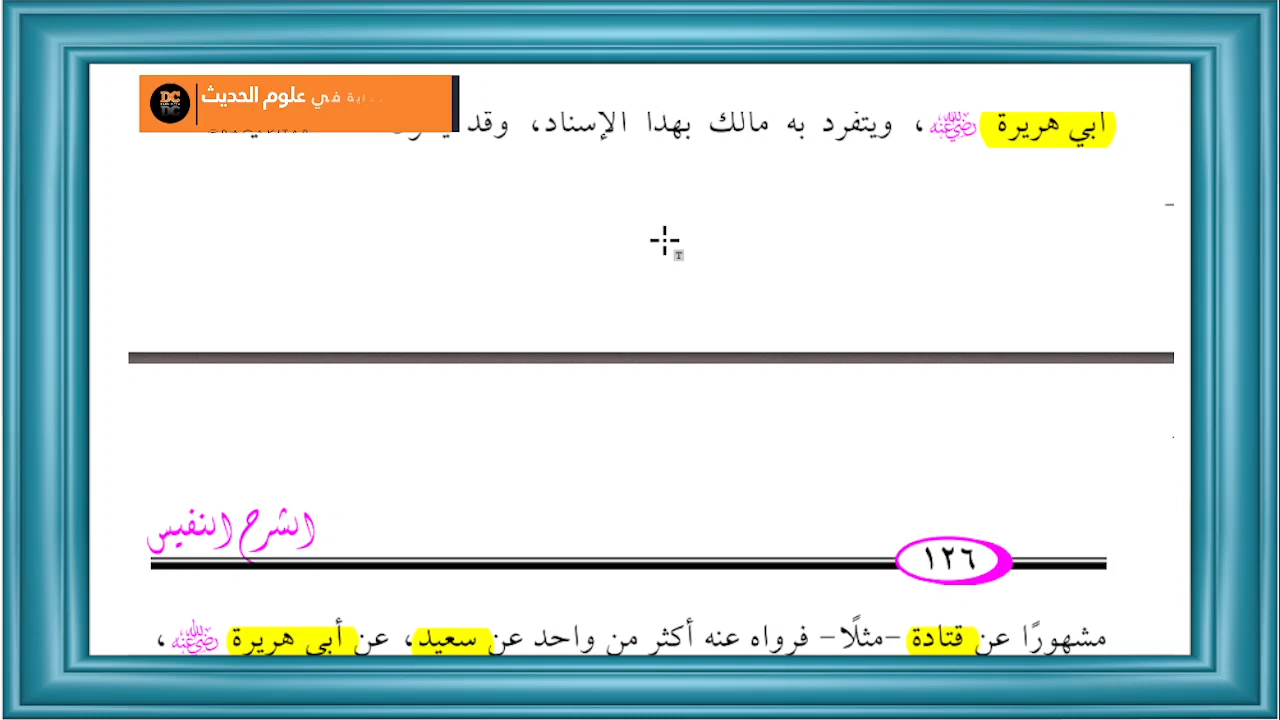 DC علوم الحديث
أبي هريرة رضي الله عنه، ويتفرد به مالك بهذا الإسناد، وقد
الشرح النفيس
١٢٦
مشهورًا عن قتادة -مثلًا- فرواه عنه أكثر من واحد عن سعيد، عن أبي هريرة رضي الله عنه،